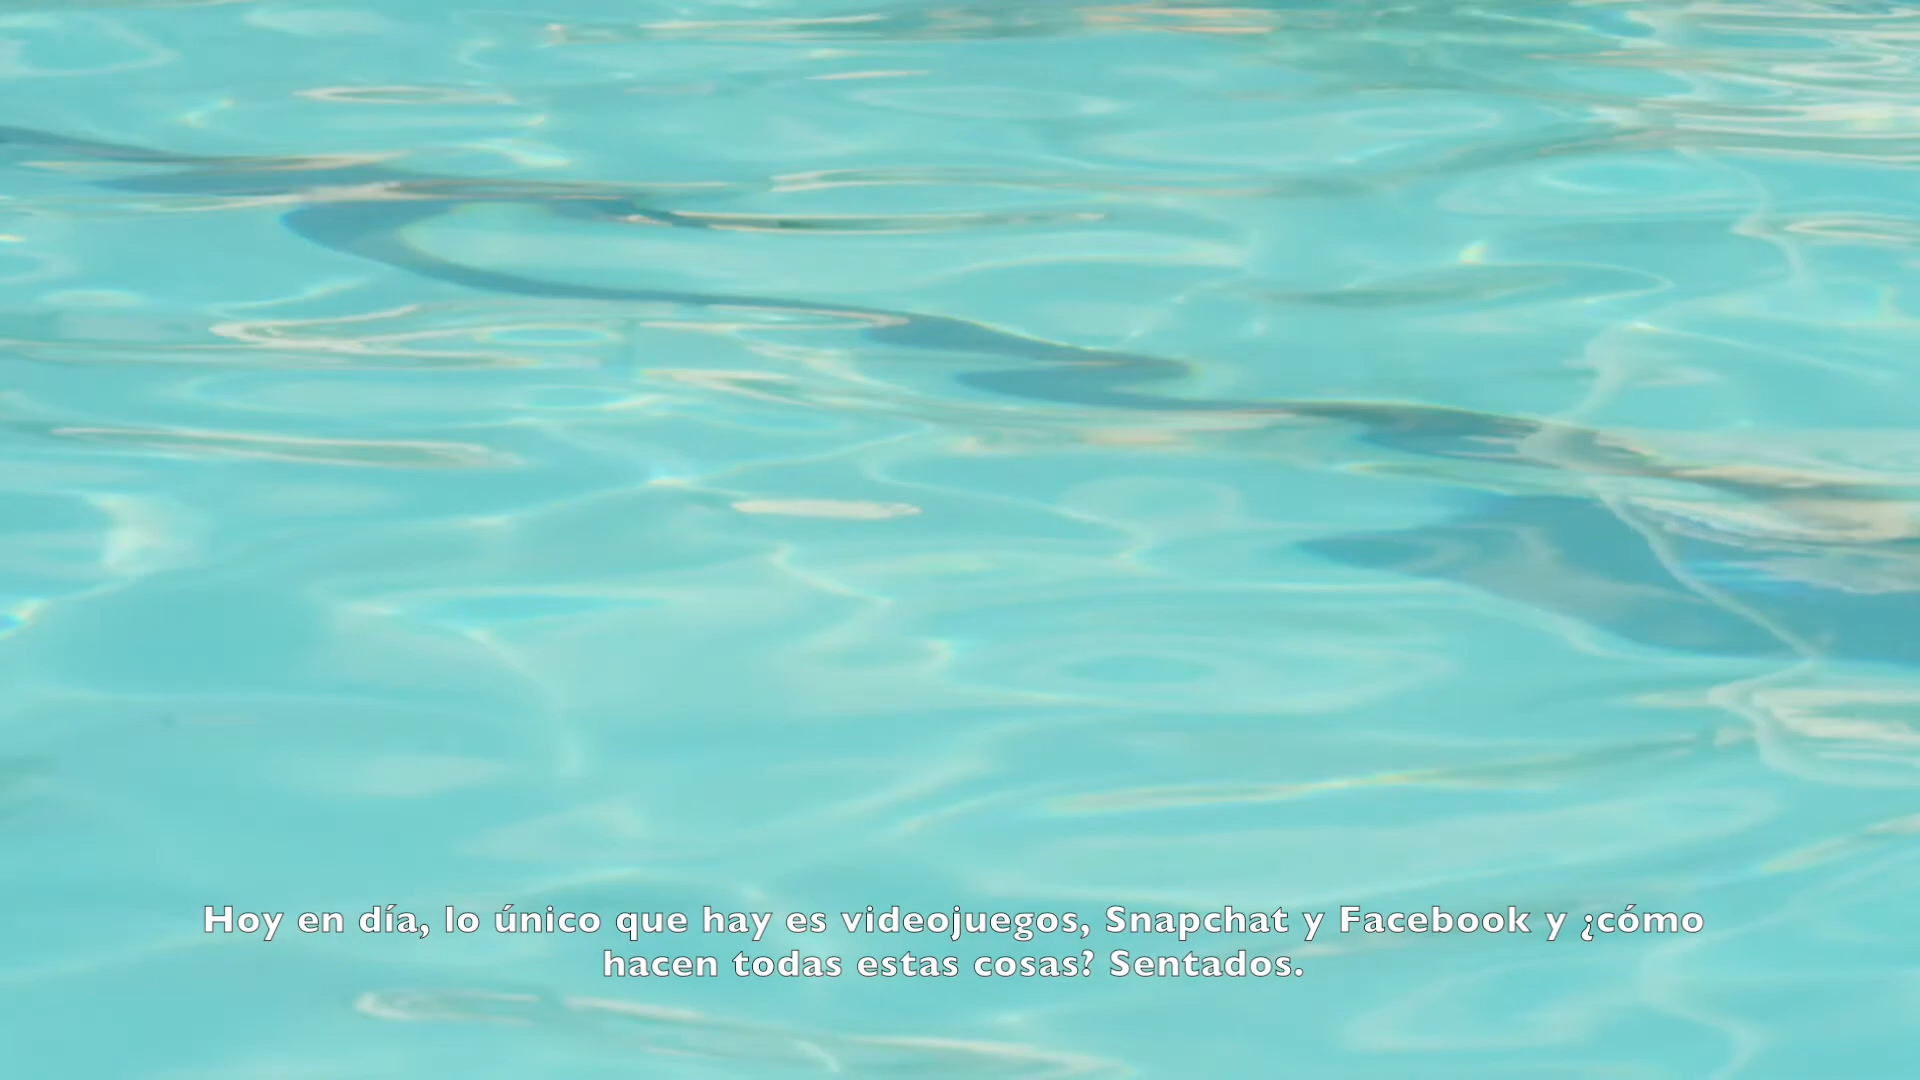 Hoy en día, lo único que hay es videojuegos, Snapchat y Facebook y ¿cómo
hacen todas estas cosas? Sentados.